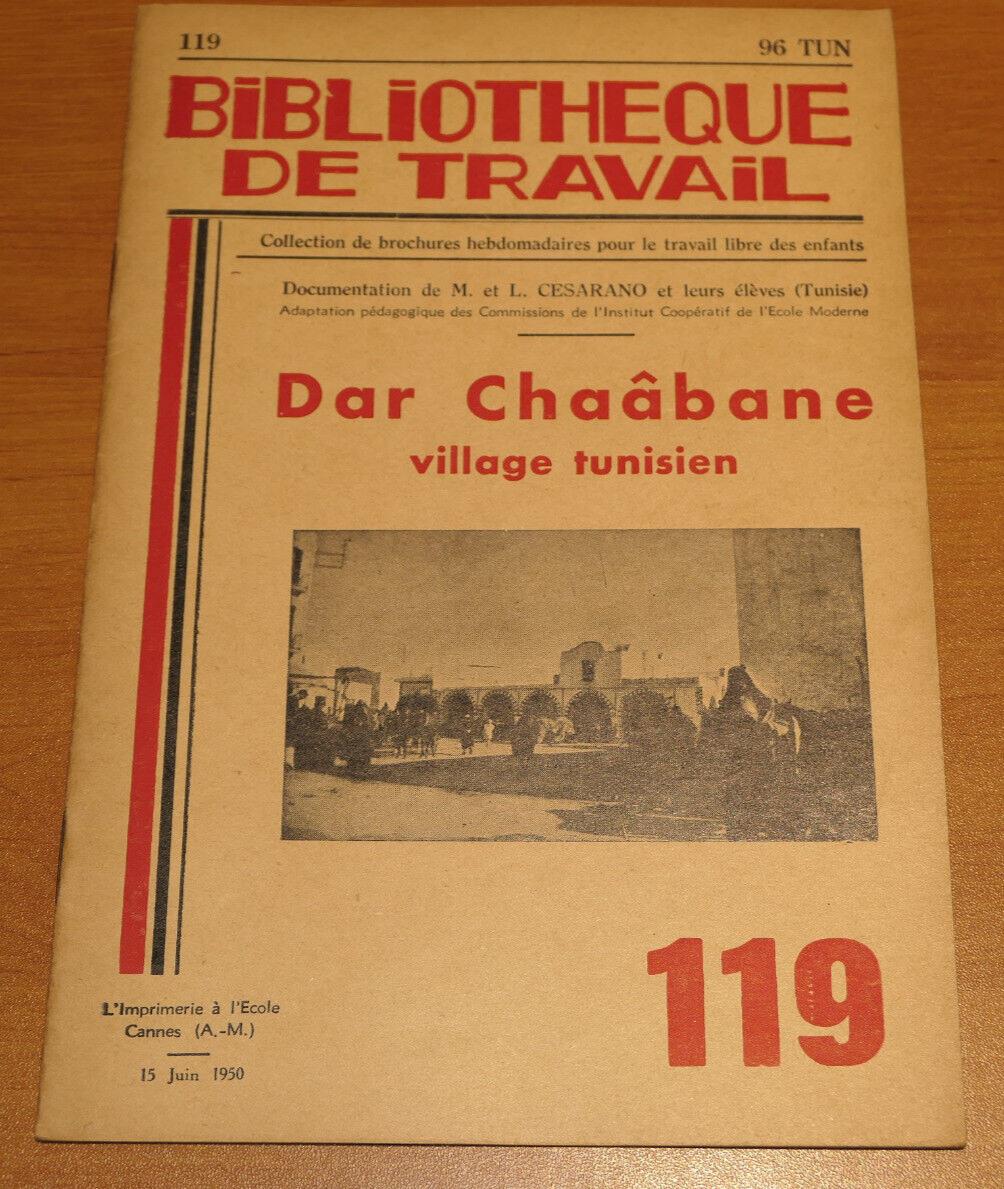 119
96 TUN
BiBLiOTHEQUE
DE TRAVAiL
Collection de brochures hebdomadaires pour le travail libre des enfants
Documentation de M. et L. CESARANO et leurs élèves (Tunisie)
Adaptation pédagogique des Commissions de l'Institut Coopératif de l'Ecole Moderne
Dar Chaâbane
village tunisien
119
L'Imprimerie à l'Ecole
Cannes (A.-M.)
15 Juin 1950